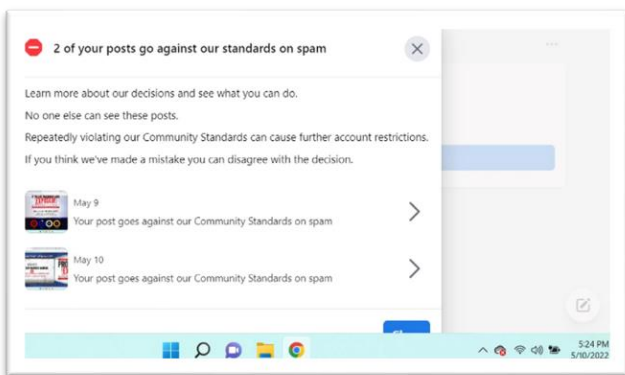 2 of your posts go against our standards on spam
Learn more about our decisions and see what you can do.
No one else can see these posts.
Repeatedly violating our Community Standards can cause further account restrictions.
If you think we've made a mistake you can disagree with the decision.
May 9
Your post goes against our Community Standards on spam
May 10
Your post goes against our Community Standards on spam
5:24 PM
5/10/2022